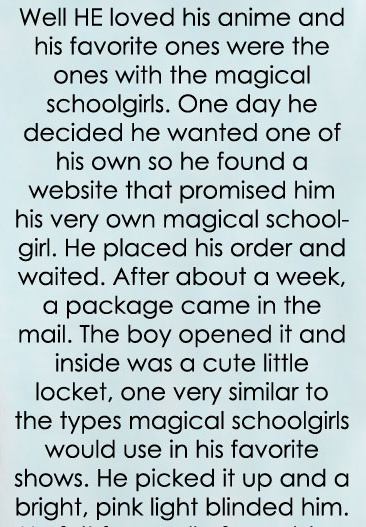 Well HE loved his anime and
his favorite ones were the
ones with the magical
schoolgirls. One day he
decided he wanted one of
his own so he found a
website that promised him
his very own magical school-
girl. He placed his order and
waited. After about a week,
a package came in the
mail. The boy opened it and
inside was a cute little
locket, one very similar to
the types magical schoolgirls
would use in his favorite
shows. He picked it up and a
bright, pink light blinded him.